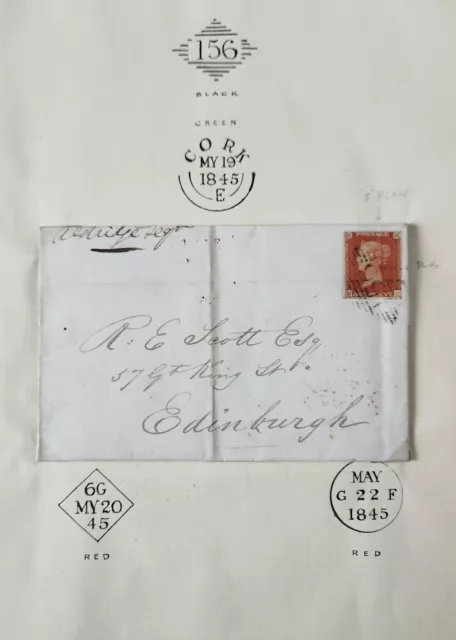 156
BLACK
GREEN
CORK
MY 19
1845
E
"E" FLAW
POSTAGE
R. E Scott Esq
57 Gt King St.
Edinburgh
6G
MY 20
45
RED
MAY
G 22 F
1845
RED